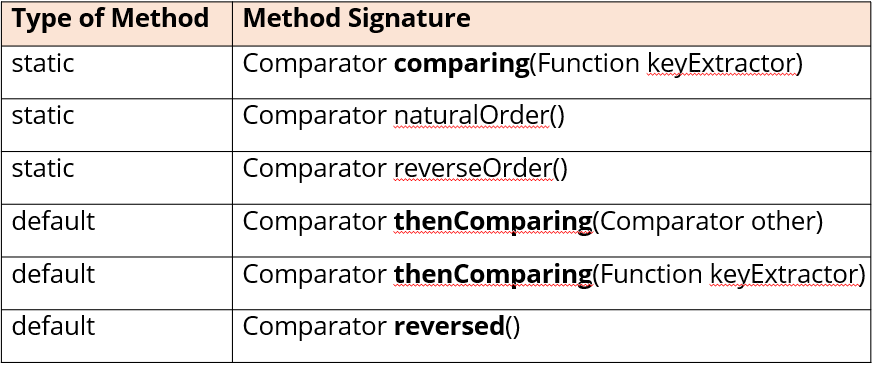 Type of Method Method Signature
static Comparator comparing(Function keyExtractor)
static Comparator naturalOrder()
static Comparator reverseOrder()
default Comparator thenComparing(Comparator other)
default Comparator thenComparing(Function keyExtractor)
default Comparator reversed()